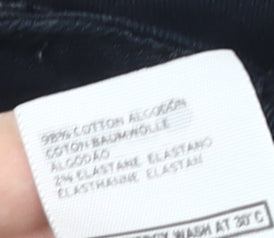 98% COTTON ALGODÓN
COTON BAUMWOLLE
ALGODÃO
2% ELASTANE ELASTANO
ELASTHANNE ELASTAN
WASH AT 30°C